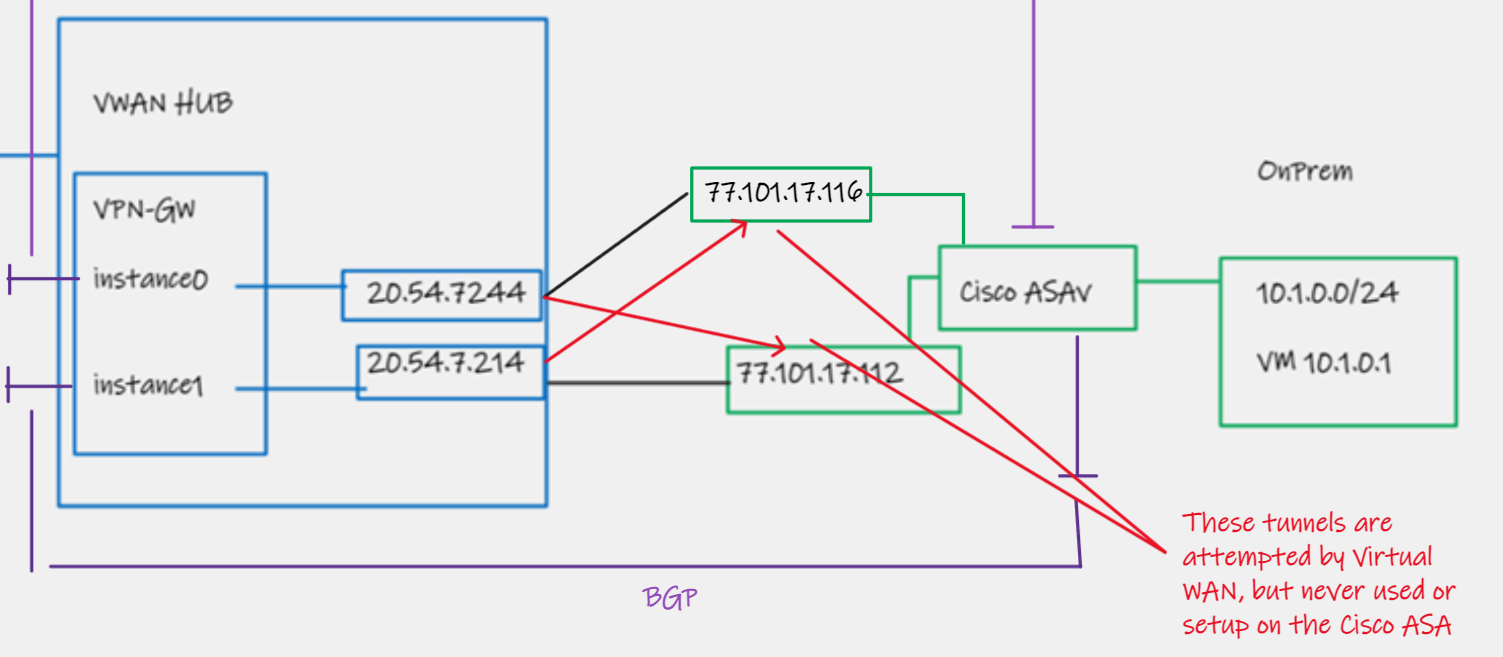 VWAN HUB
VPN-GW
instance0
instance1
20.54.7244
20.54.7.214
77.101.17.116
77.101.17.112
Cisco ASAv
OnPrem
10.1.0.0/24
VM 10.1.0.1
BGP
These tunnels are
attempted by Virtual
WAN, but never used or
setup on the Cisco ASA